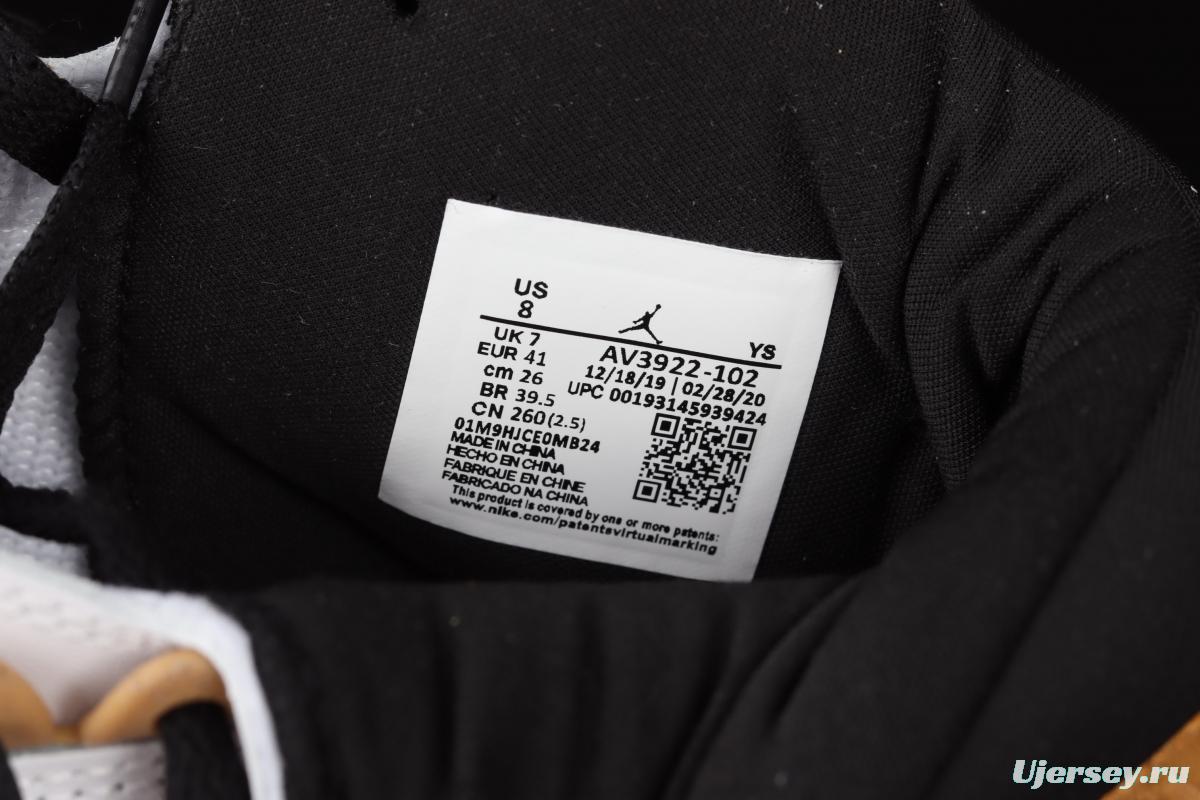 US
8
YS
UK 7
EUR 41
cm 26
BR 39.5
CN 260(2.5)
AV3922-102
12/18/19 | 02/28/20
UPC 00193145939424
01M9HJCE0MB24
MADE IN CHINA
HECHO EN CHINA
FABRIQUE EN CHINE
FABRICADO NA CHINA
This product is covered by one or more patents:
www.nike.com/patentsvirtualmarking
Ujersey.ru